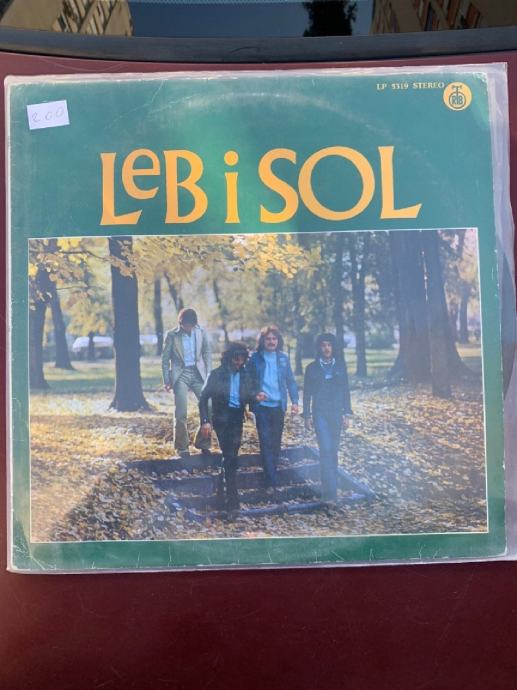 LP 5319 STEREO
RTB
200
LeB i SOL